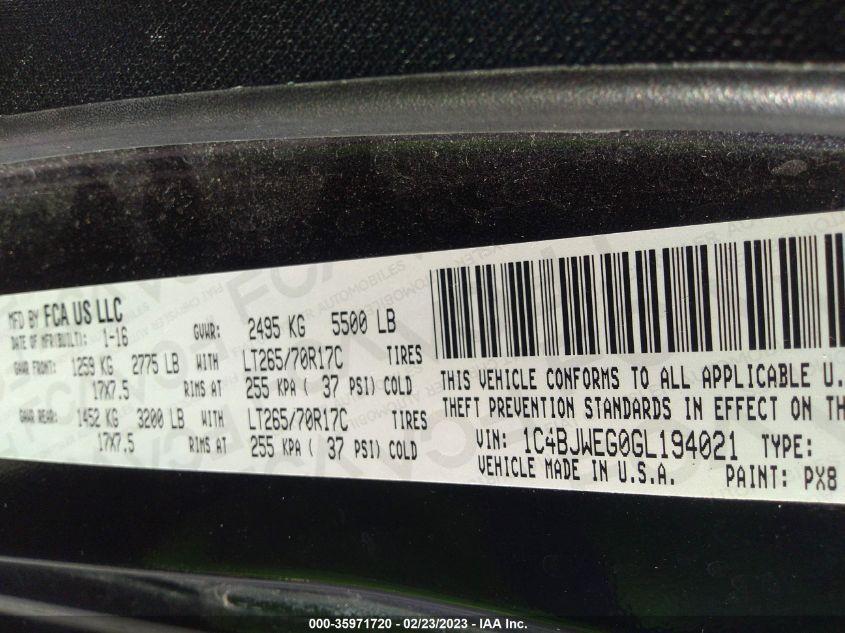 MFD BY FCA US LLC
DATE OF MFR(BUILT): 1-16 GVWR: 2495 KG 5500 LB
GAWR FRONT: 1259 KG 2775 LB WITH LT265/70R17C TIRES
17X7.5 RIMS AT 255 KPA ( 37 PSI) COLD
GAWR REAR: 1452 KG 3200 LB WITH LT265/70R17C TIRES
17X7.5 RIMS AT 255 KPA ( 37 PSI) COLD
THIS VEHICLE CONFORMS TO ALL APPLICABLE U.
THEFT PREVENTION STANDARDS IN EFFECT ON TH
VIN: 1C4BJWEG0GL194021 TYPE:
VEHICLE MADE IN U.S.A. PAINT: PX8
000-35971720 - 02/23/2023 - IAA Inc.